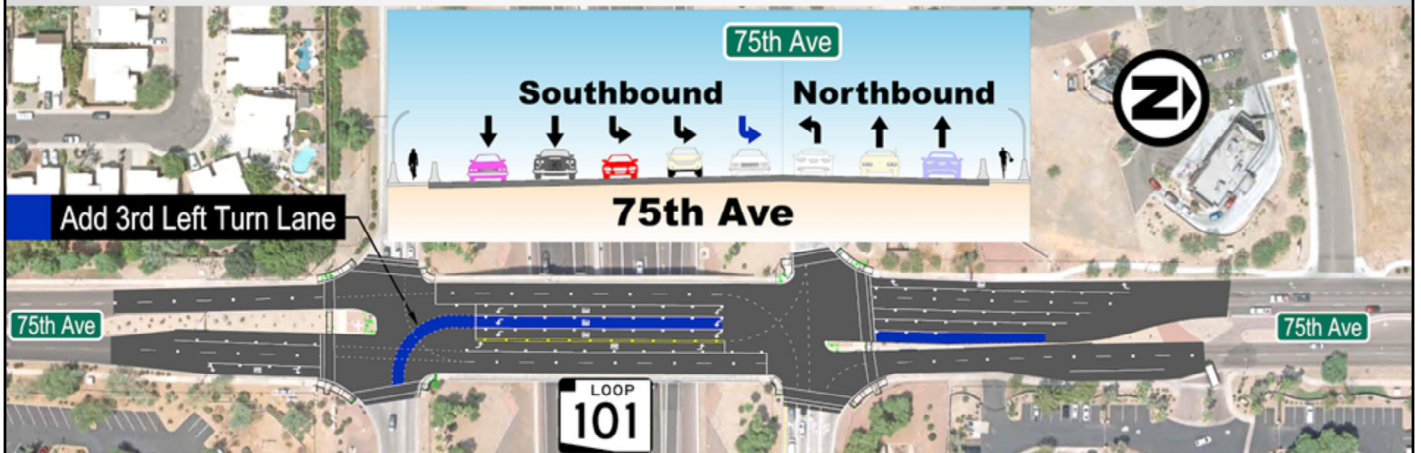 75th Ave
Southbound
Northbound
75th Ave
N
Add 3rd Left Turn Lane
75th Ave
75th Ave
LOOP
101